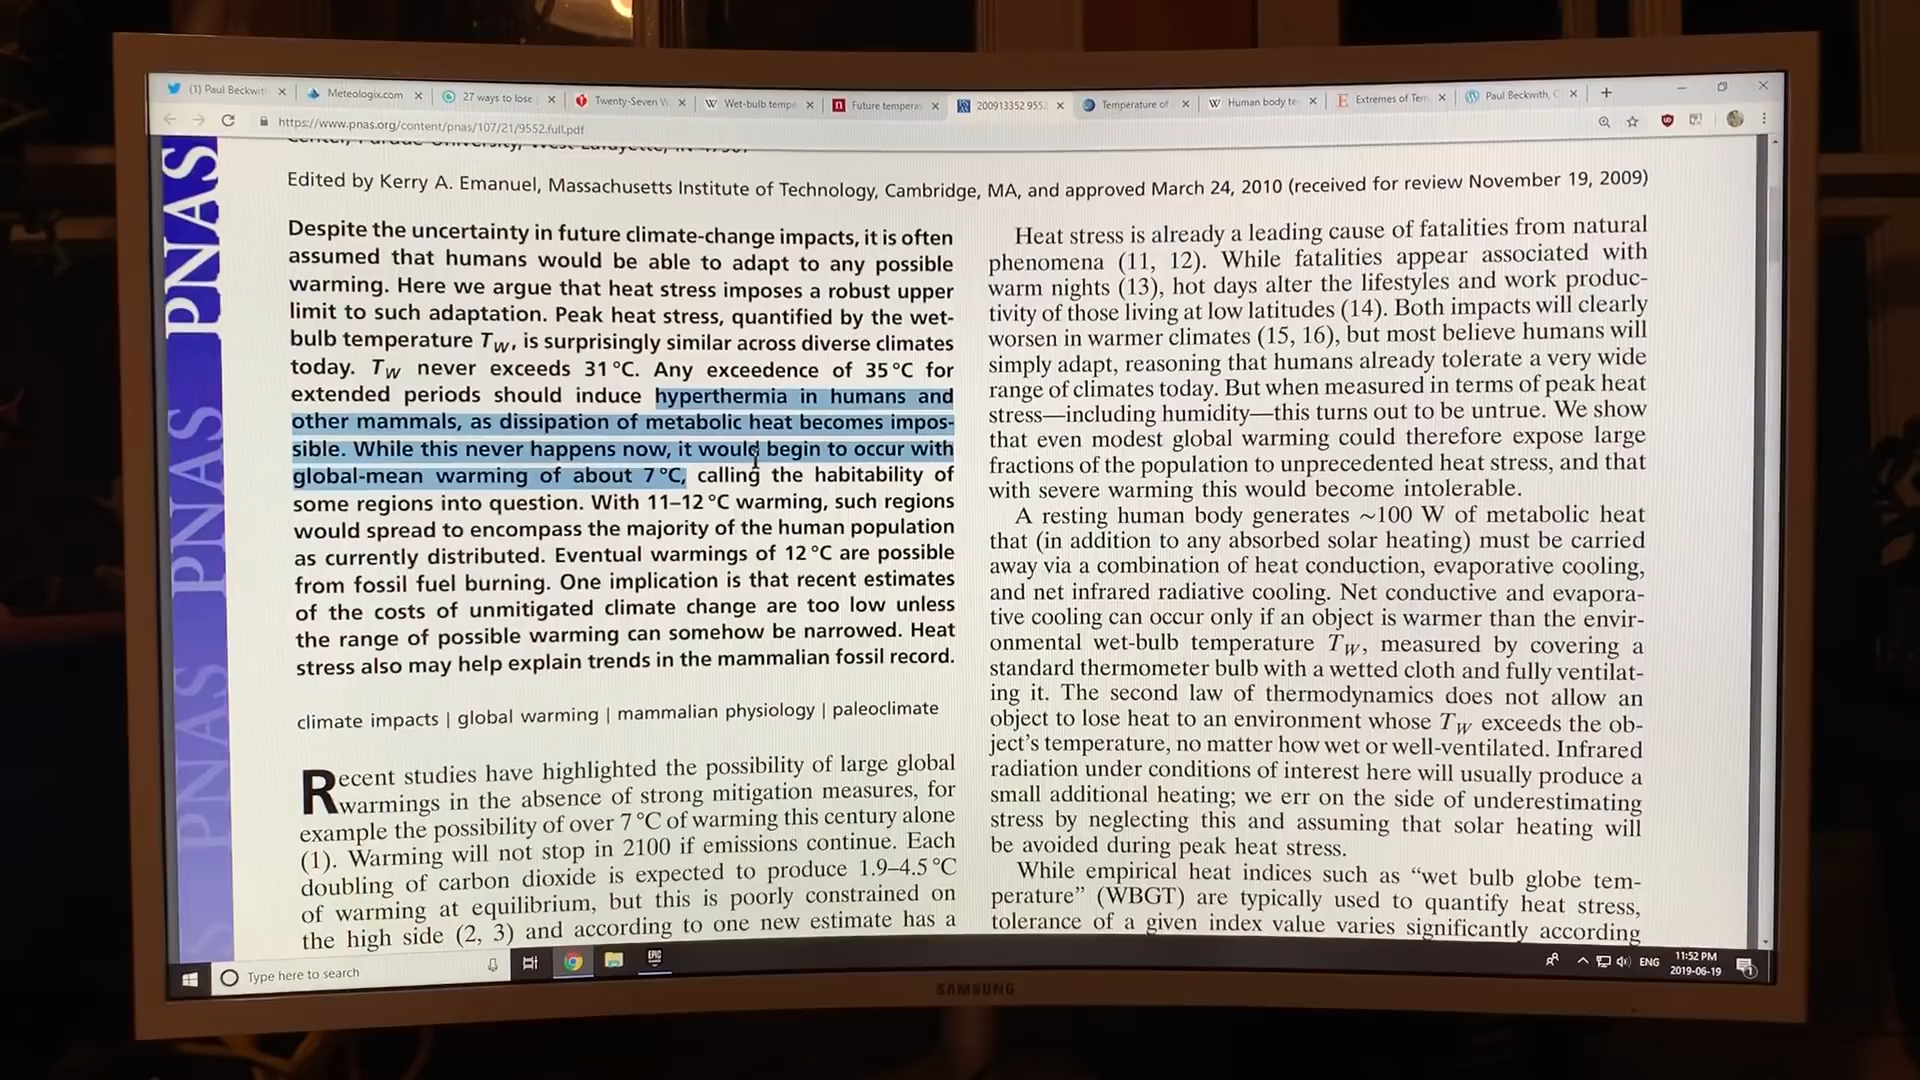 (1) Paul Beckwit
Meteologix.com
27 ways to lose
Twenty-Seven W
Wet-bulb tempe
Future tempera
200913352 955
Temperature of
Human body te
Extremes of Tem
Paul Beckwith, C
https://www.pnas.org/content/pnas/107/21/9552.full.pdf
PNAS PNAS PNAS
Edited by Kerry A. Emanuel, Massachusetts Institute of Technology, Cambridge, MA, and approved March 24, 2010 (received for review November 19, 2009)
Despite the uncertainty in future climate-change impacts, it is often
assumed that humans would be able to adapt to any possible
warming. Here we argue that heat stress imposes a robust upper
limit to such adaptation. Peak heat stress, quantified by the wet-
bulb temperature TW, is surprisingly similar across diverse climates
today. TW never exceeds 31 °C. Any exceedence of 35 °C for
extended periods should induce hyperthermia in humans and
other mammals, as dissipation of metabolic heat becomes impos-
sible. While this never happens now, it would begin to occur with
global-mean warming of about 7 °C, calling the habitability of
some regions into question. With 11–12 °C warming, such regions
would spread to encompass the majority of the human population
as currently distributed. Eventual warmings of 12 °C are possible
from fossil fuel burning. One implication is that recent estimates
of the costs of unmitigated climate change are too low unless
the range of possible warming can somehow be narrowed. Heat
stress also may help explain trends in the mammalian fossil record.
climate impacts | global warming | mammalian physiology | paleoclimate
Recent studies have highlighted the possibility of large global
warmings in the absence of strong mitigation measures, for
example the possibility of over 7 °C of warming this century alone
(1). Warming will not stop in 2100 if emissions continue. Each
doubling of carbon dioxide is expected to produce 1.9–4.5 °C
of warming at equilibrium, but this is poorly constrained on
the high side (2, 3) and according to one new estimate has a
Heat stress is already a leading cause of fatalities from natural
phenomena (11, 12). While fatalities appear associated with
warm nights (13), hot days alter the lifestyles and work produc-
tivity of those living at low latitudes (14). Both impacts will clearly
worsen in warmer climates (15, 16), but most believe humans will
simply adapt, reasoning that humans already tolerate a very wide
range of climates today. But when measured in terms of peak heat
stress—including humidity—this turns out to be untrue. We show
that even modest global warming could therefore expose large
fractions of the population to unprecedented heat stress, and that
with severe warming this would become intolerable.
A resting human body generates ~100 W of metabolic heat
that (in addition to any absorbed solar heating) must be carried
away via a combination of heat conduction, evaporative cooling,
and net infrared radiative cooling. Net conductive and evapora-
tive cooling can occur only if an object is warmer than the envir-
onmental wet-bulb temperature TW, measured by covering a
standard thermometer bulb with a wetted cloth and fully ventilat-
ing it. The second law of thermodynamics does not allow an
object to lose heat to an environment whose TW exceeds the ob-
ject's temperature, no matter how wet or well-ventilated. Infrared
radiation under conditions of interest here will usually produce a
small additional heating; we err on the side of underestimating
stress by neglecting this and assuming that solar heating will
be avoided during peak heat stress.
While empirical heat indices such as “wet bulb globe tem-
perature” (WBGT) are typically used to quantify heat stress,
tolerance of a given index value varies significantly according
Type here to search
EPIC
ENG
11:52 PM
2019-06-19
SAMSUNG